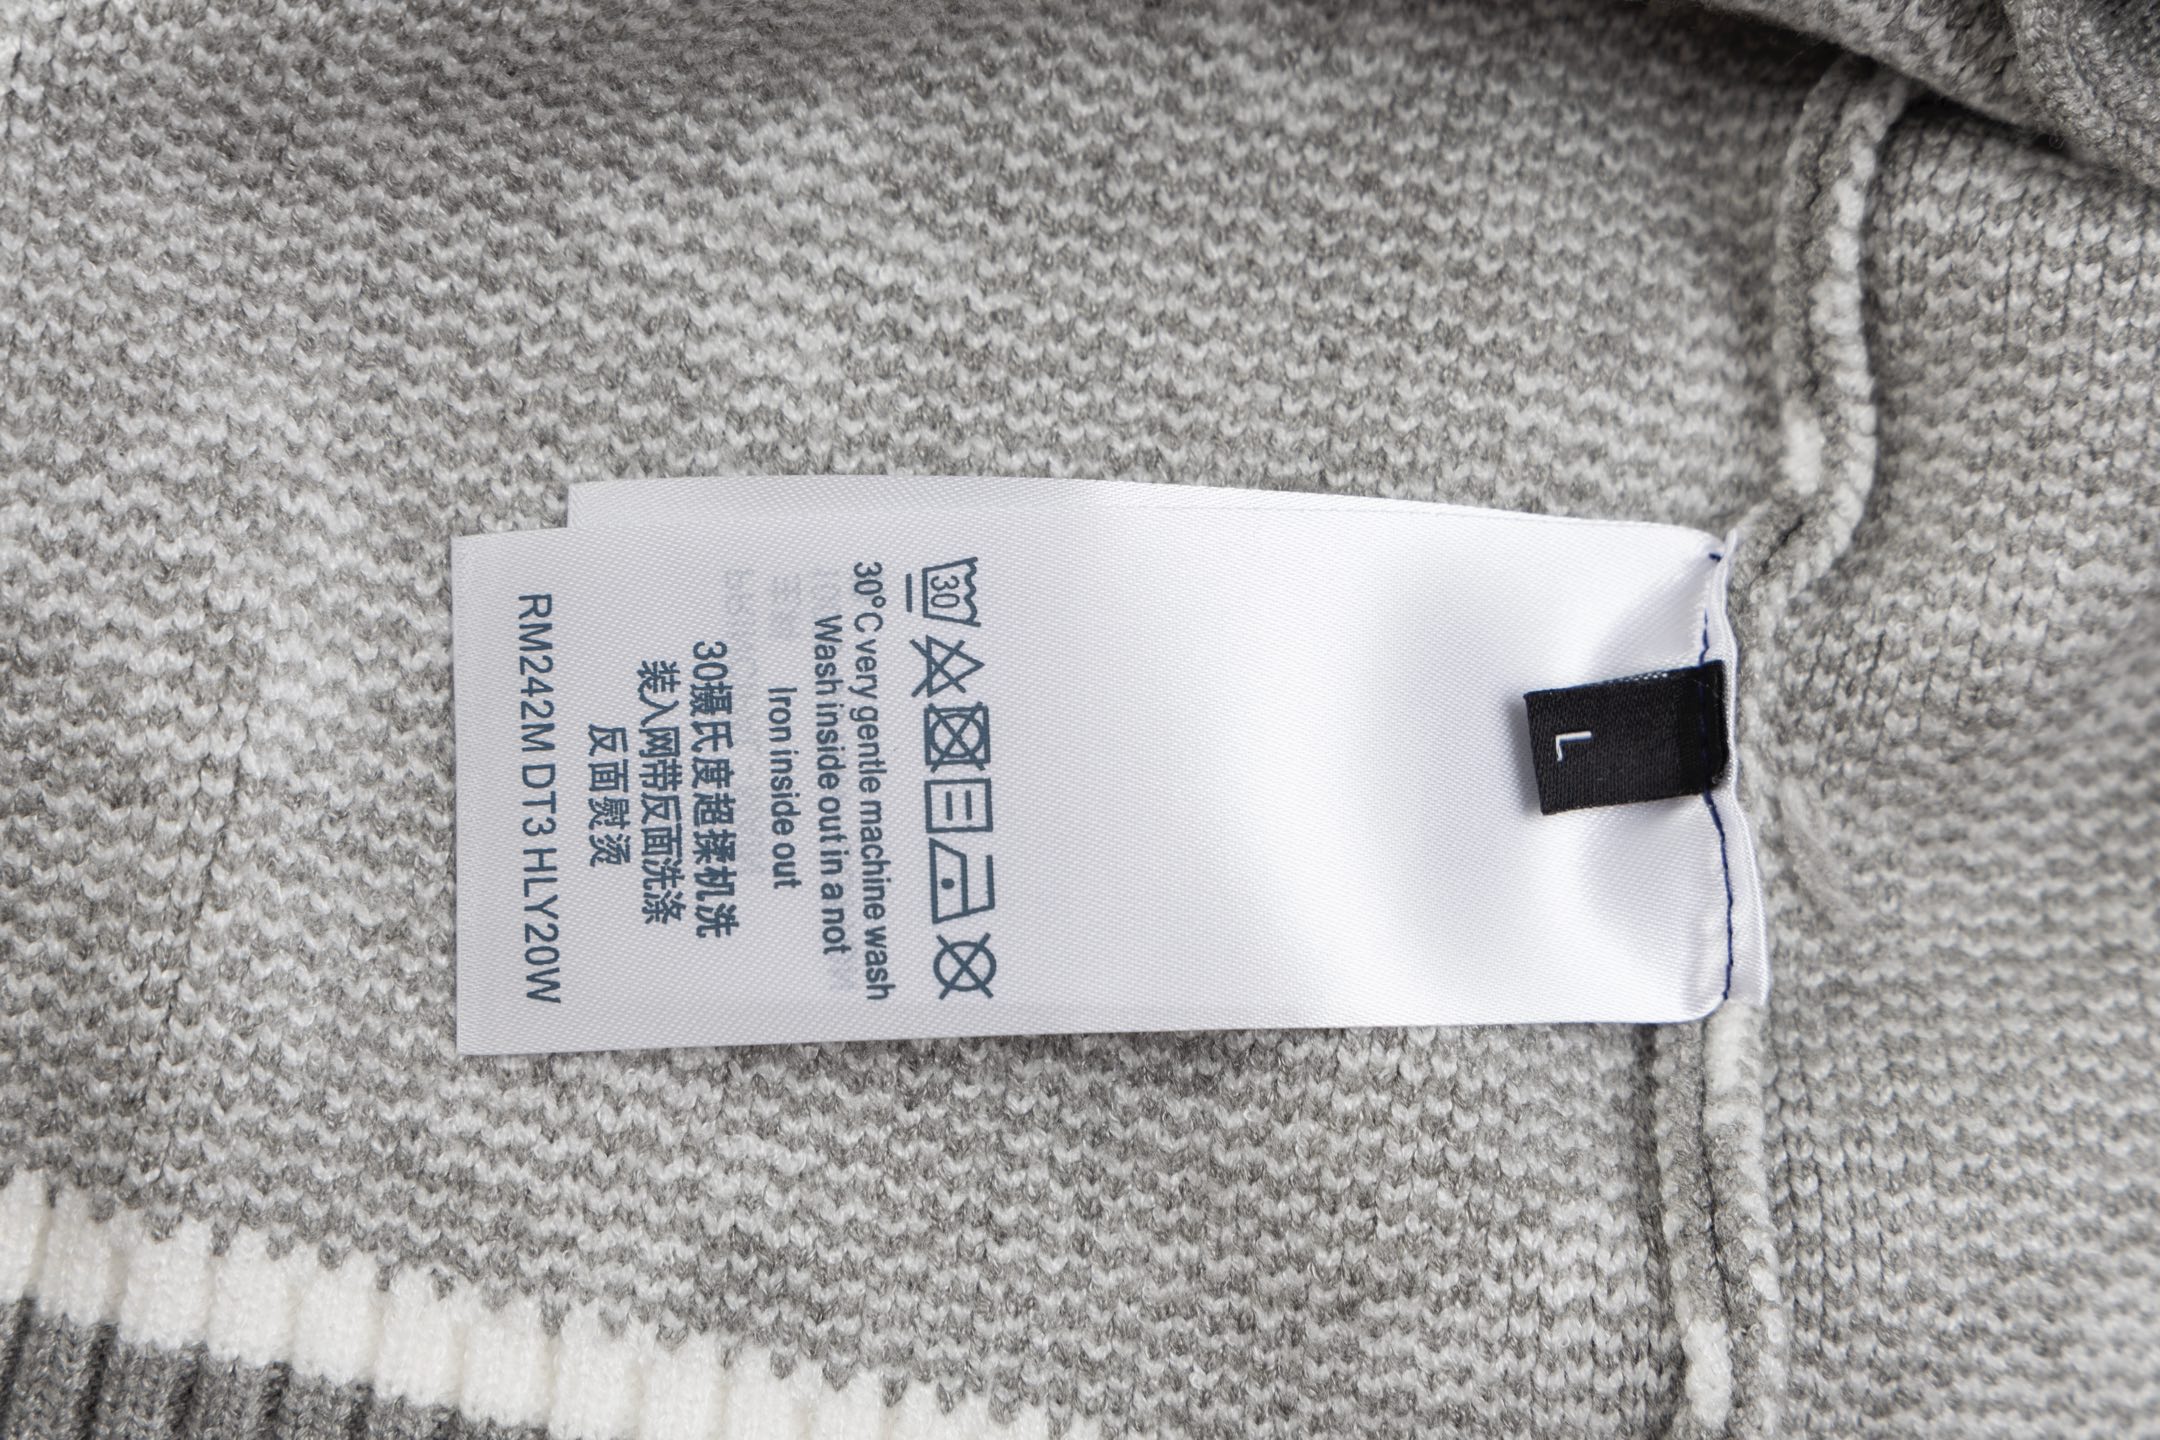 L
30
30°C very gentle machine wash
Wash inside out in a not
Iron inside out
30摄氏度超揉机洗
装入网带反面洗涤
反面熨烫
RM242M DT3 HLY20W